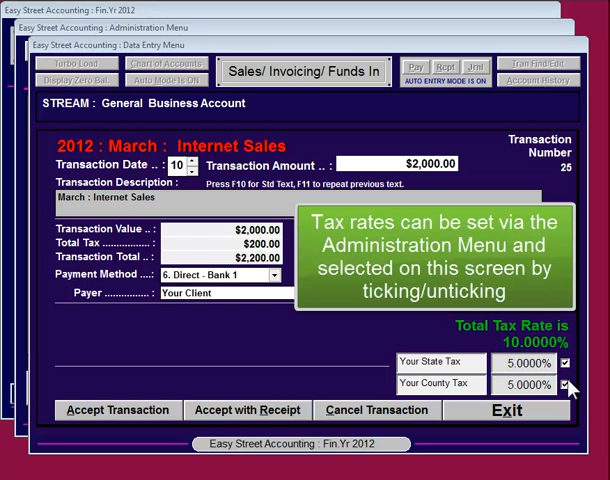 Easy Street Accounting : Fin.Yr 2012
Easy Street Accounting : Administration Menu
Easy Street Accounting : Data Entry Menu
Turbo Load
Chart of Accounts
Sales/ Invoicing/ Funds In
Pay
Rcpt
Jrnl
Tran Find/Edit
Display Zero Bal.
Auto Mode is ON
AUTO ENTRY MODE IS ON
Account History
STREAM : General Business Account
2012 : March : Internet Sales
Transaction
Number
25
Transaction Date .. : 10
Transaction Amount .. : $2,000.00
Transaction Description : Press F10 for Std Text, F11 to repeat previous text.
March : Internet Sales
Transaction Value .. : $2,000.00
Total Tax ................. : $200.00
Transaction Total .. : $2,200.00
Payment Method ....: 6. Direct - Bank 1
Payer ................ : Your Client
Tax rates can be set via the
Administration Menu and
selected on this screen by
ticking/unticking
Total Tax Rate is
10.0000%
Your State Tax 5.0000%
Your County Tax 5.0000%
Accept Transaction
Accept with Receipt
Cancel Transaction
Exit
Easy Street Accounting : Fin.Yr 2012